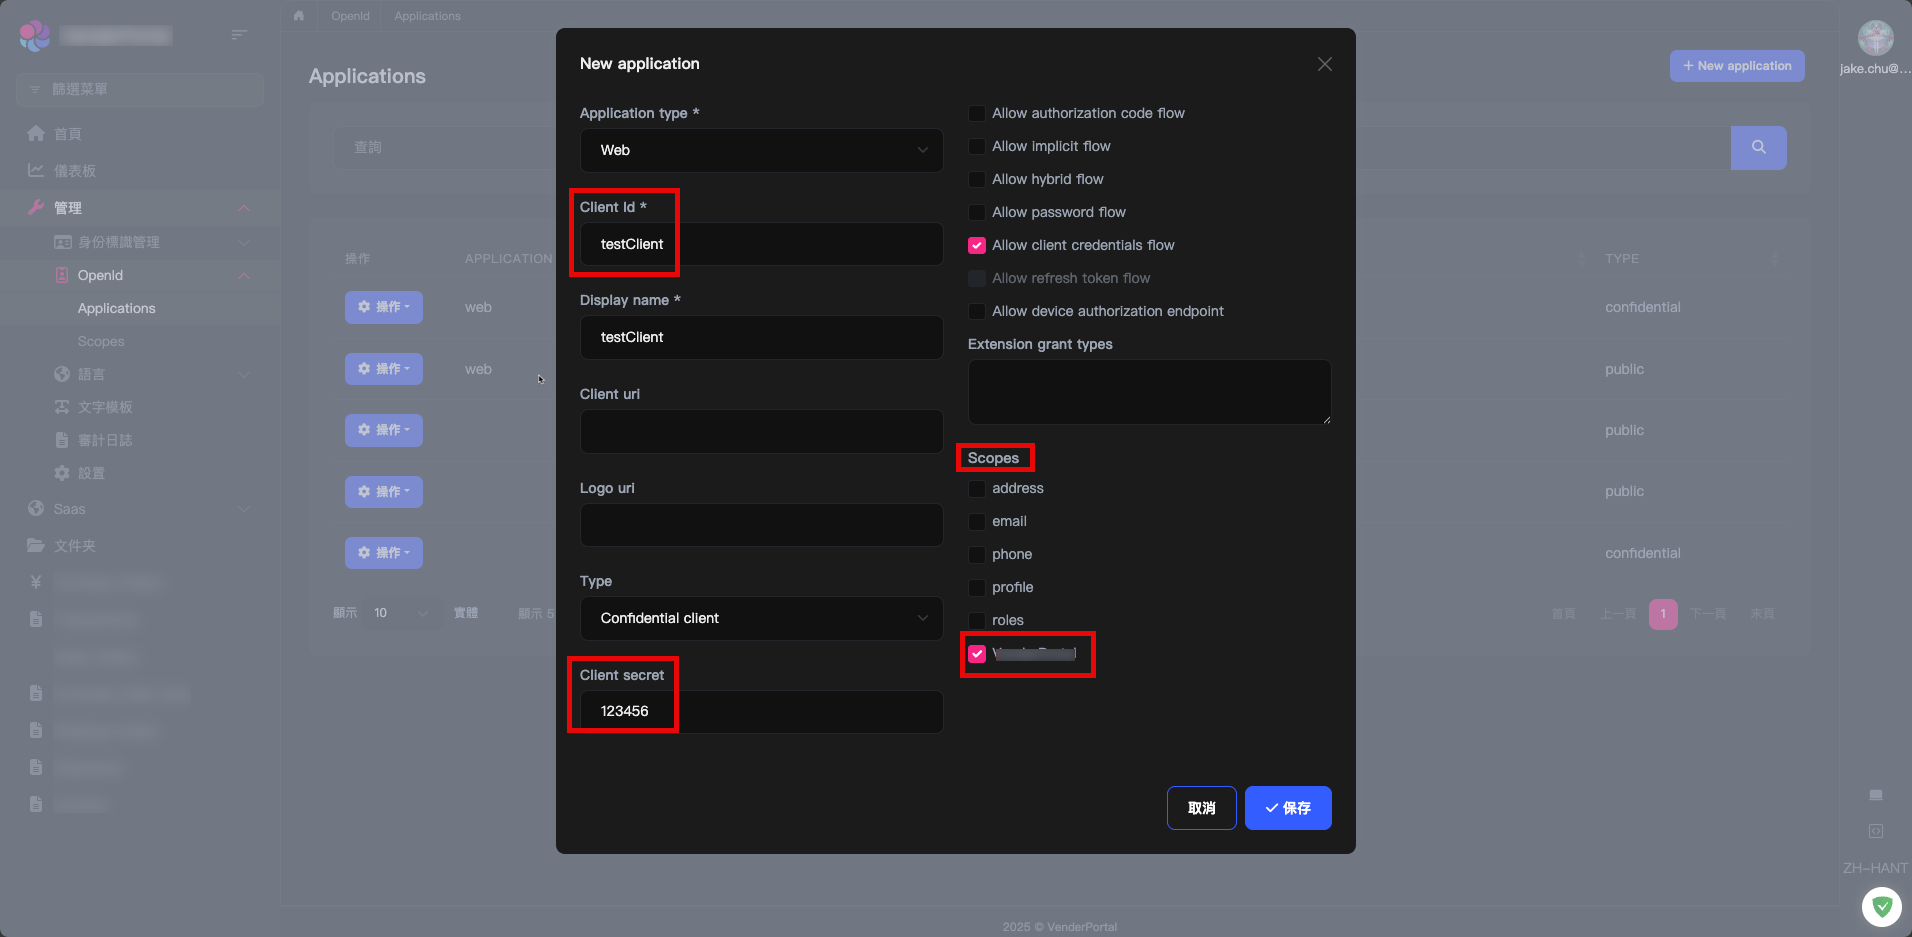 OpenId
Applications
篩選菜單
首頁
儀表板
管理
身份標識管理
OpenId
Applications
Scopes
語言
文字模板
審計日誌
設置
Saas
文件夾
Applications
+ New application
jake.chu@...
查詢
操作
APPLICATION
TYPE
操作
web
confidential
操作
web
public
操作
public
操作
public
操作
confidential
顯示
10
實體
顯示 5
首頁
上一頁
1
下一頁
末頁
New application
Application type *
Web
Client Id *
testClient
Display name *
testClient
Client uri
Logo uri
Type
Confidential client
Client secret
123456
Allow authorization code flow
Allow implicit flow
Allow hybrid flow
Allow password flow
Allow client credentials flow
Allow refresh token flow
Allow device authorization endpoint
Extension grant types
Scopes
address
email
phone
profile
roles
取消
保存
ZH-HANT
2025 © VenderPortal